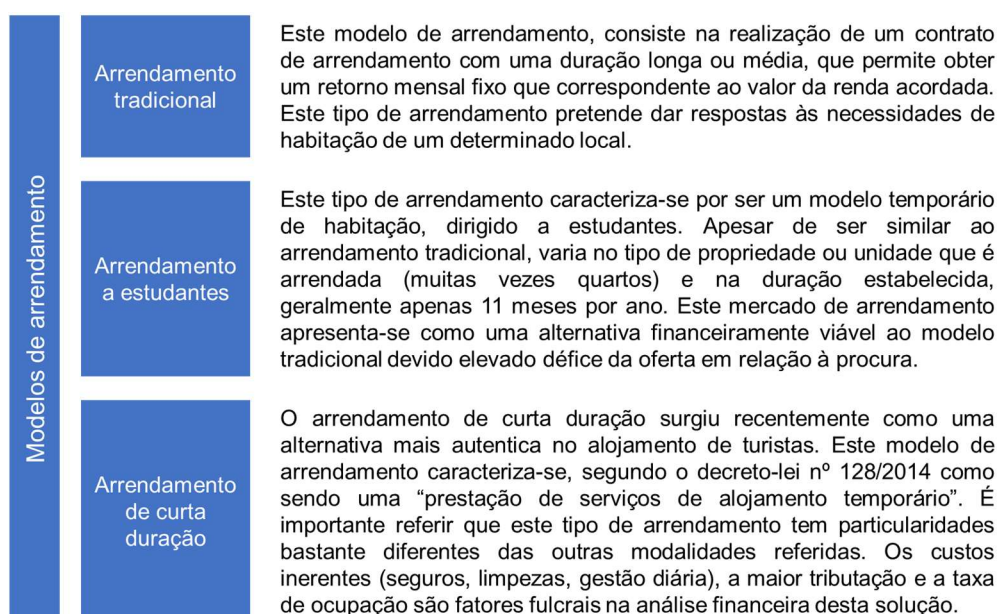 Modelos de arrendamento
Arrendamento
tradicional
Este modelo de arrendamento, consiste na realização de um contrato
de arrendamento com uma duração longa ou média, que permite obter
um retorno mensal fixo que correspondente ao valor da renda acordada.
Este tipo de arrendamento pretende dar respostas às necessidades de
habitação de um determinado local.
Arrendamento
a estudantes
Este tipo de arrendamento caracteriza-se por ser um modelo temporário
de habitação, dirigido a estudantes. Apesar de ser similar ao
arrendamento tradicional, varia no tipo de propriedade ou unidade que é
arrendada (muitas vezes quartos) e na duração estabelecida,
geralmente apenas 11 meses por ano. Este mercado de arrendamento
apresenta-se como uma alternativa financeiramente viável ao modelo
tradicional devido elevado défice da oferta em relação à procura.
Arrendamento
de curta
duração
O arrendamento de curta duração surgiu recentemente como uma
alternativa mais autentica no alojamento de turistas. Este modelo de
arrendamento caracteriza-se, segundo o decreto-lei nº 128/2014 como
sendo uma “prestação de serviços de alojamento temporário”. É
importante referir que este tipo de arrendamento tem particularidades
bastante diferentes das outras modalidades referidas. Os custos
inerentes (seguros, limpezas, gestão diária), a maior tributação e a taxa
de ocupação são fatores fulcrais na análise financeira desta solução.